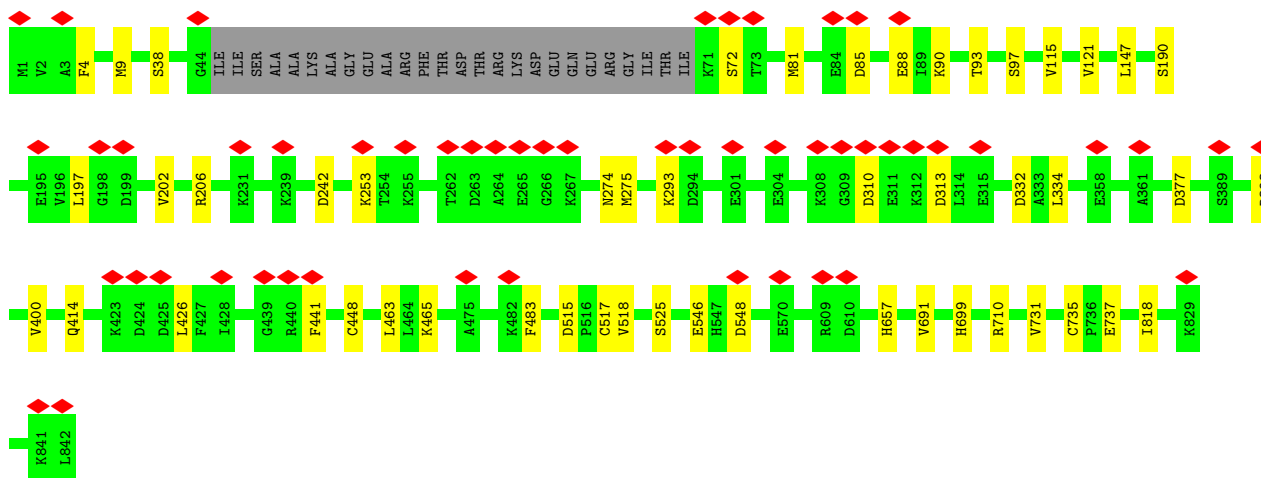 M1 V2 A3 F4 M9 S38 G44 ILE ILE SER ALA ALA LYS ALA GLY GLU ALA ARG PHE THR ASP THR ARG LYS ASP GLU GLN GLU ARG GLY ILE THR ILE K71 S72 T73 M81 E84 D85 E88 I89 K90 T93 S97 V115 V121 L147 S190
E195 V196 L197 G198 D199 V202 R206 K231 K239 D242 K253 T254 K255 T262 D263 A264 E265 G266 K267 N274 M275 K293 D294 E301 E304 K308 G309 D310 E311 K312 D313 L314 E315 D332 A333 L334 E358 A361 D377 S389
V400 Q414 K423 D424 D425 L426 F427 I428 G439 R440 F441 C448 L463 L464 K465 A475 K482 F483 D515 P516 C517 V518 S525 E546 H547 D548 E570 R609 D610 H657 V691 H699 R710 V731 C735 P736 E737 I818 K829
K841 L842